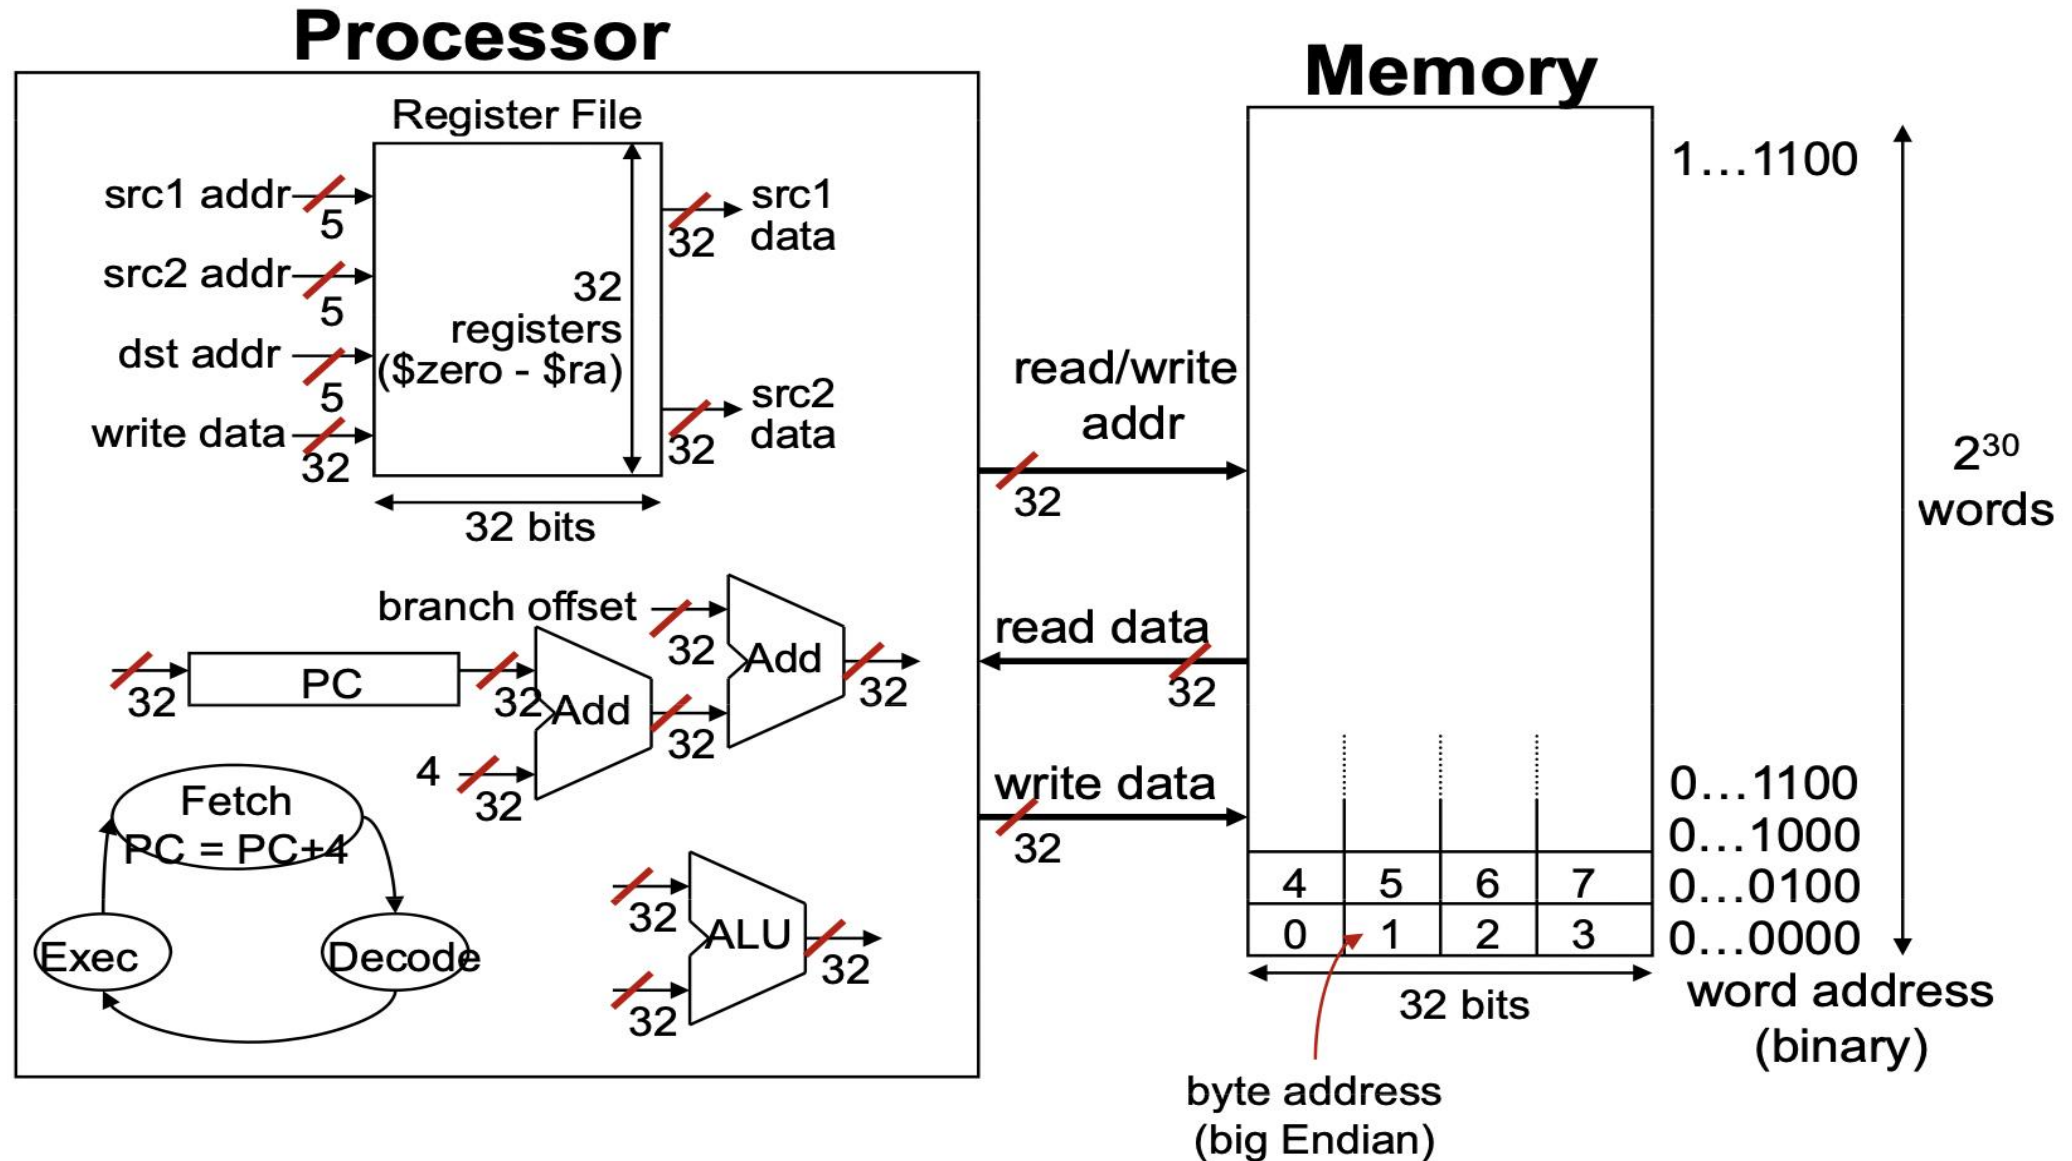 Processor
Register File
src1 addr
5
src2 addr
5
dst addr
5
write data
32
32
registers
($zero - $ra)
32 bits
src1
data
32
src2
data
32
branch offset
32
Add
32
32
PC
32
Add
32
4
32
Fetch
PC = PC+4
Exec
Decode
32
ALU
32
32
read/write
addr
32
read data
32
write data
32
Memory
1...1100
2³⁰
words
0...1100
0...1000
4 5 6 7 0...0100
0 1 2 3 0...0000
32 bits
word address
(binary)
byte address
(big Endian)